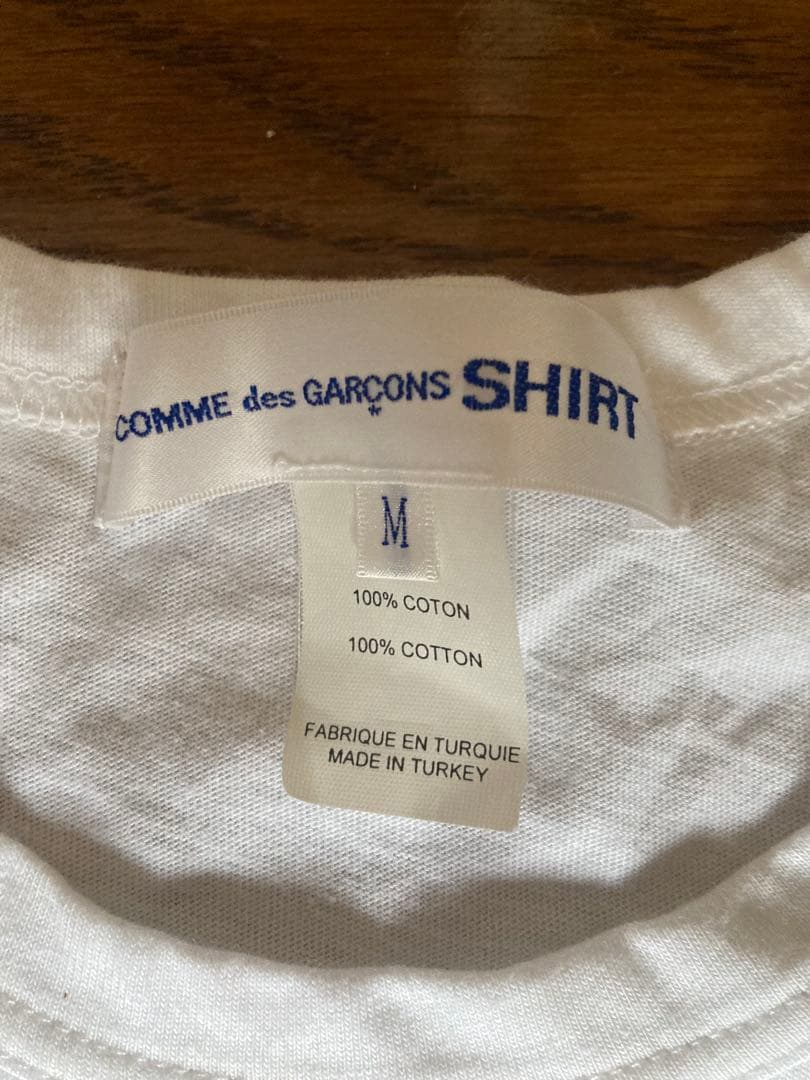 COMME des GARÇONS SHIRT
*
M
100% COTON
100% COTTON
FABRIQUE EN TURQUIE
MADE IN TURKEY